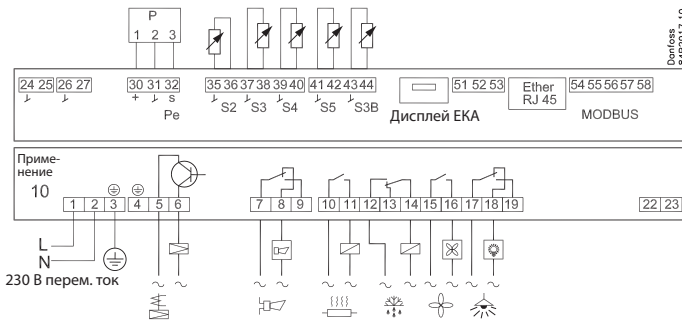 P
1 2 3
Danfoss
24 25 26 27 30 31 32 35 36 37 38 39 40 41 42 43 44 51 52 53 Ether RJ 45 54 55 56 57 58
+ s
Pe S2 S3 S4 S5 S3B
Дисплей EKA MODBUS
Приме-
нение
10
1 2 3 4 5 6 7 8 9 10 11 12 13 14 15 16 17 18 19 22 23
L
N
230 В перем. ток